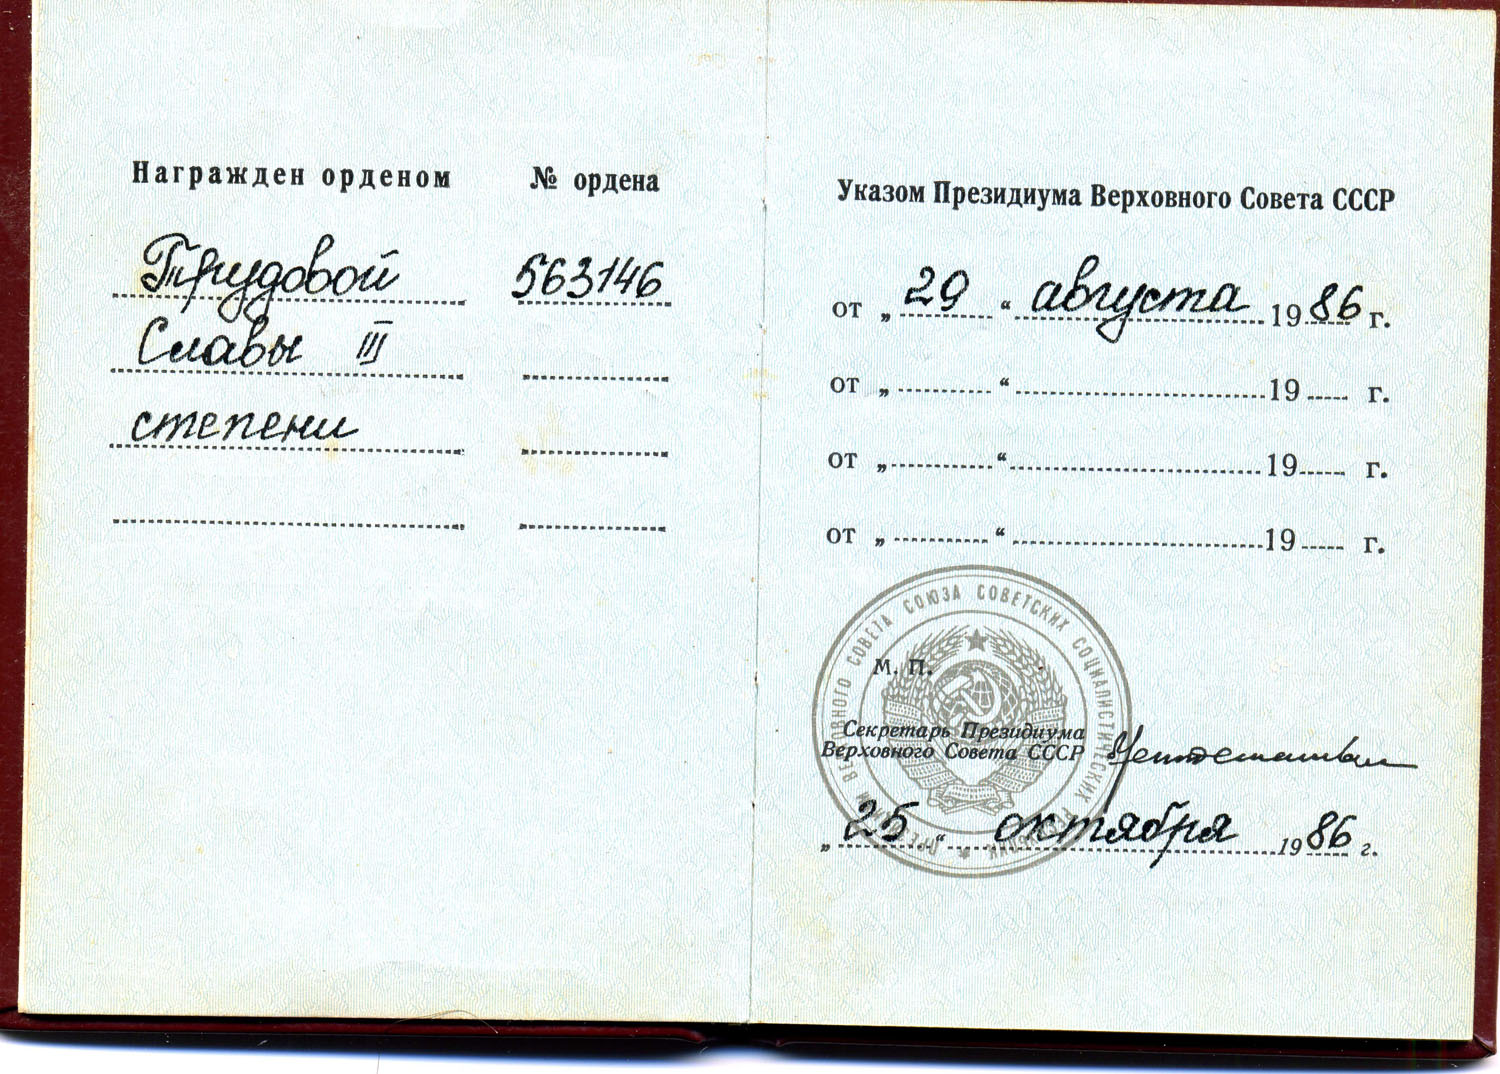 Награжден орденом № ордена
Трудовой 563146
Славы III
степени
Указом Президиума Верховного Совета СССР
от „ 29 “ августа 1986 г.
от „ “ 19 г.
от „ “ 19 г.
от „ “ 19 г.
ПРЕЗИДИУМ ВЕРХОВНОГО СОВЕТА СОЮЗА СОВЕТСКИХ СОЦИАЛИСТИЧЕСКИХ РЕСПУБЛИК
М. П.
Секретарь Президиума
Верховного Совета СССР
„ 25 “ октября 1986 г.